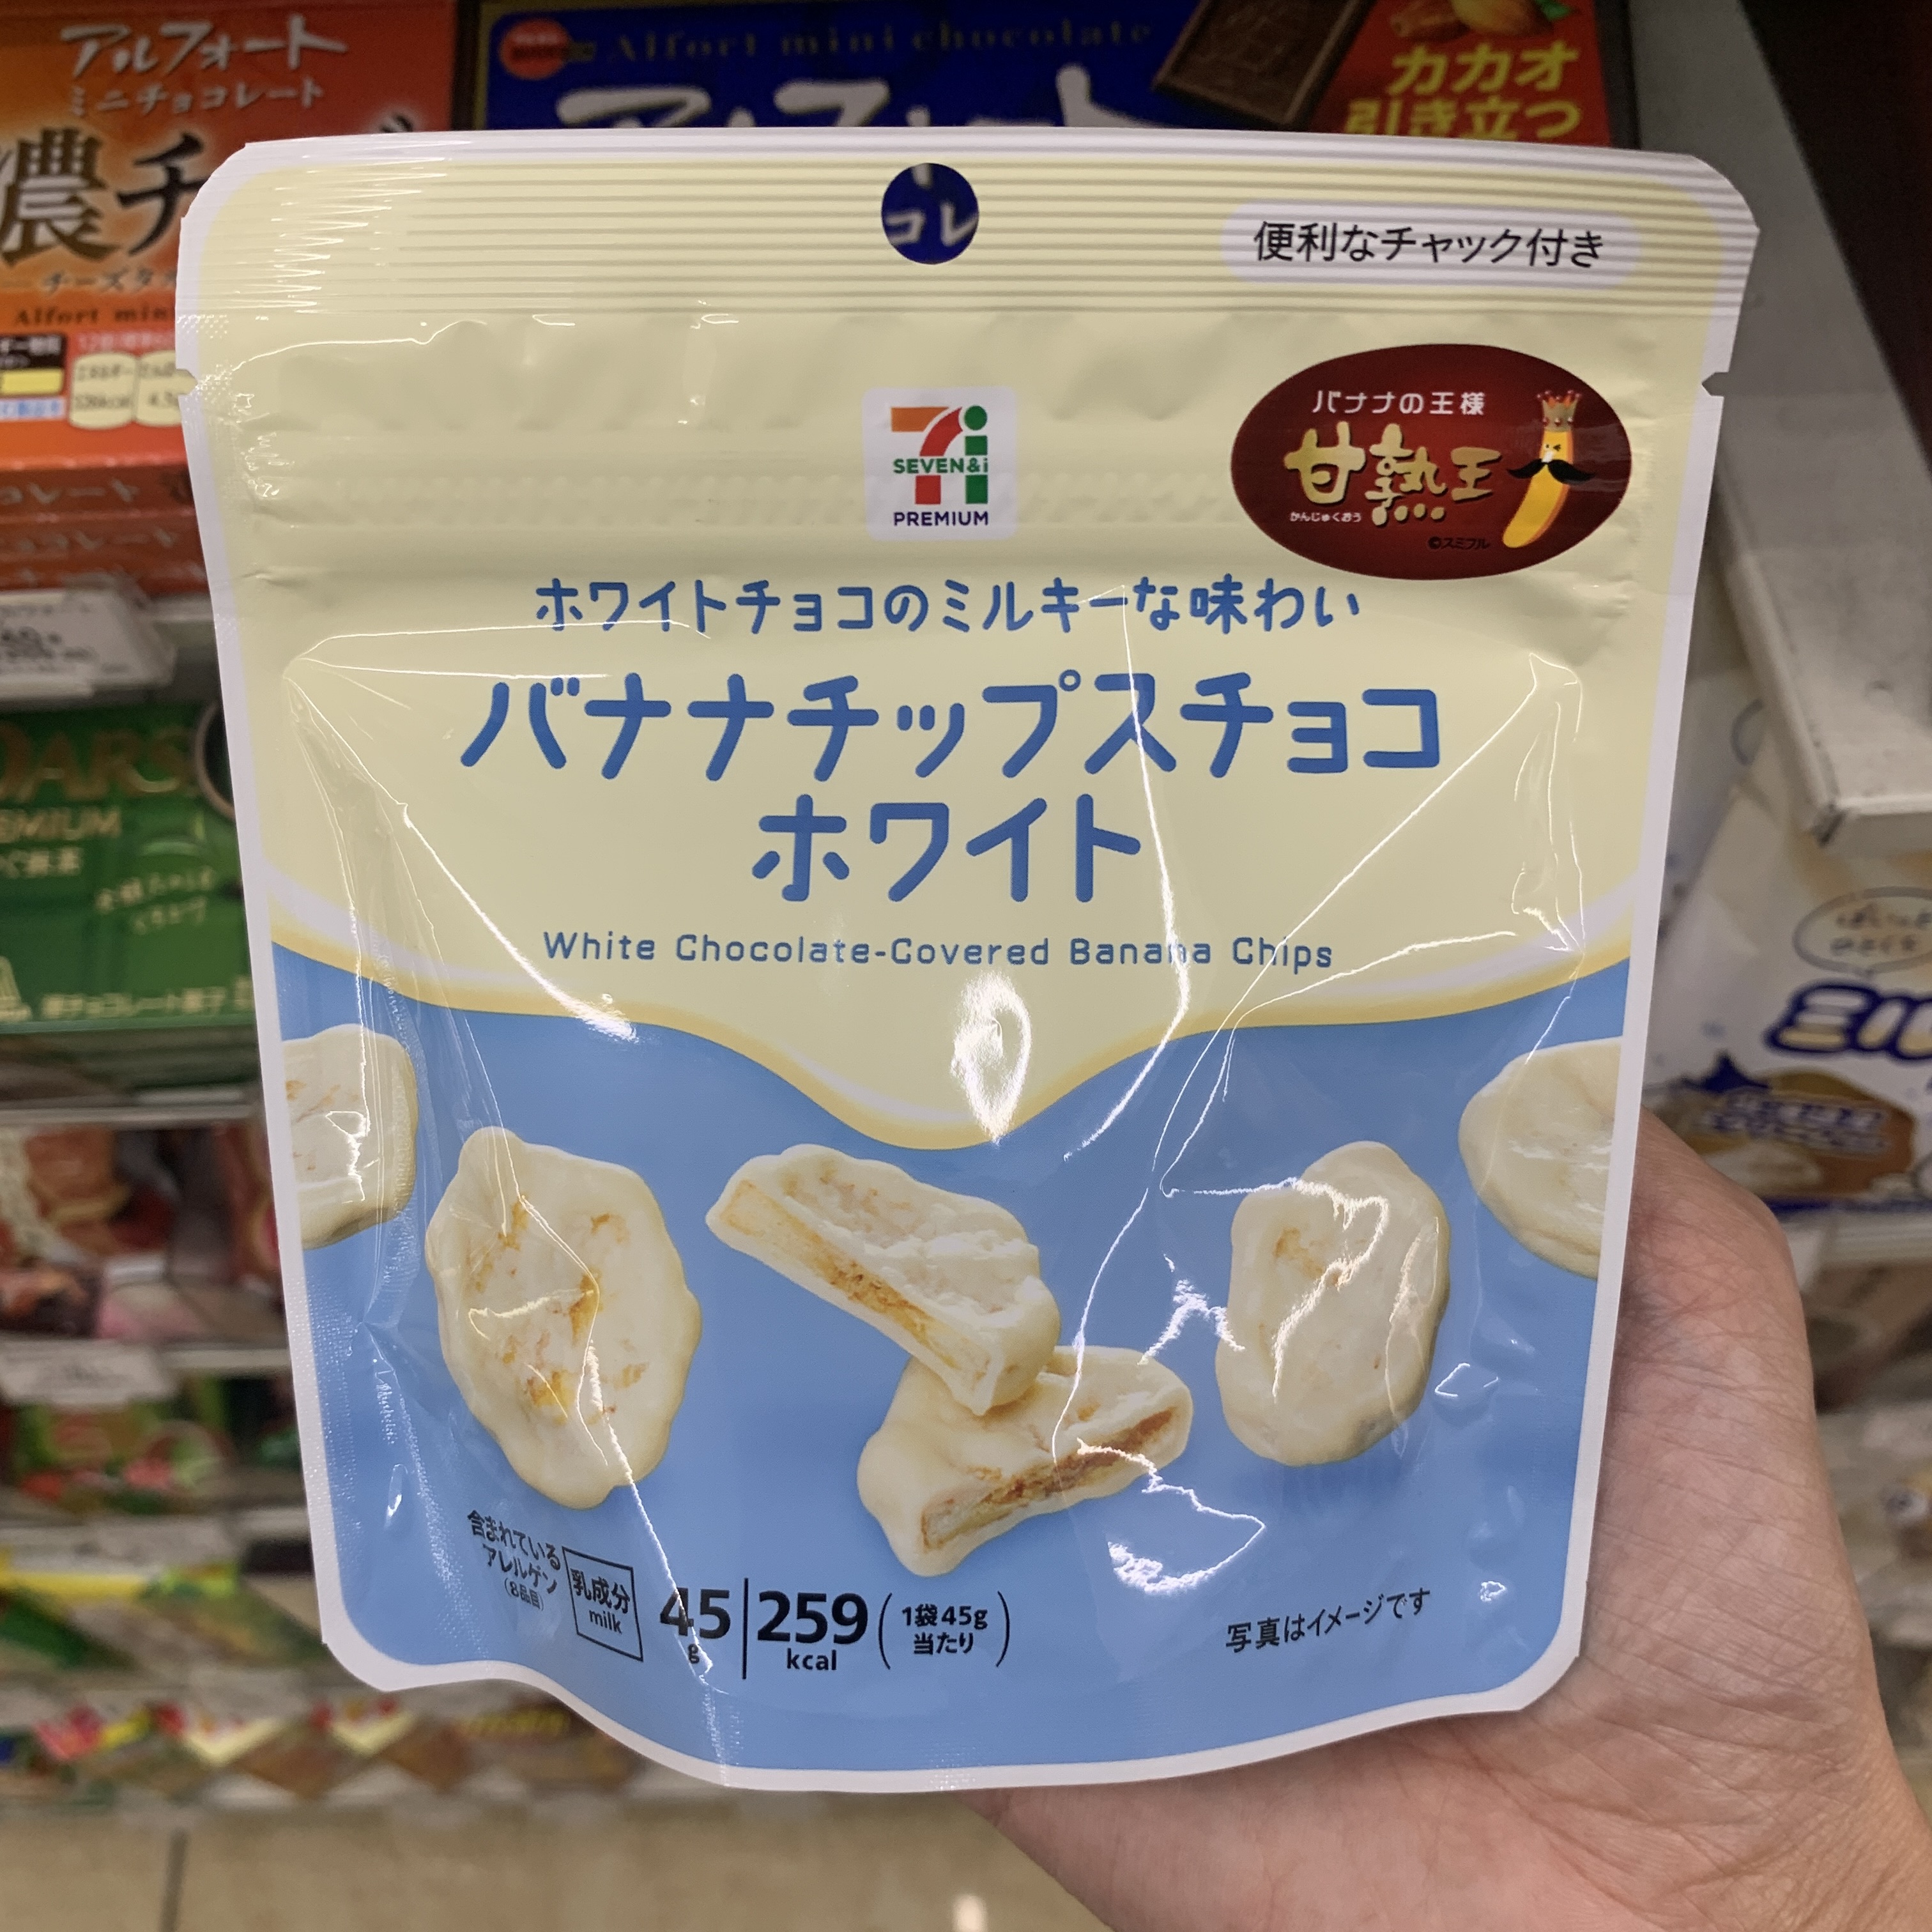 アルフォート
ミニチョコレート
濃チ
Alfort mini chocolate
カカオ
引き立つ
コレ
便利なチャック付き
SEVEN&i
PREMIUM
バナナの王様
甘熟王
かんじゅくおう
©スミフル
ホワイトチョコのミルキーな味わい
バナナチップスチョコ
ホワイト
White Chocolate-Covered Banana Chips
含まれている
アレルゲン
(8品目)
乳成分
milk
45
g
259
kcal
(1袋45g
当たり)
写真はイメージです